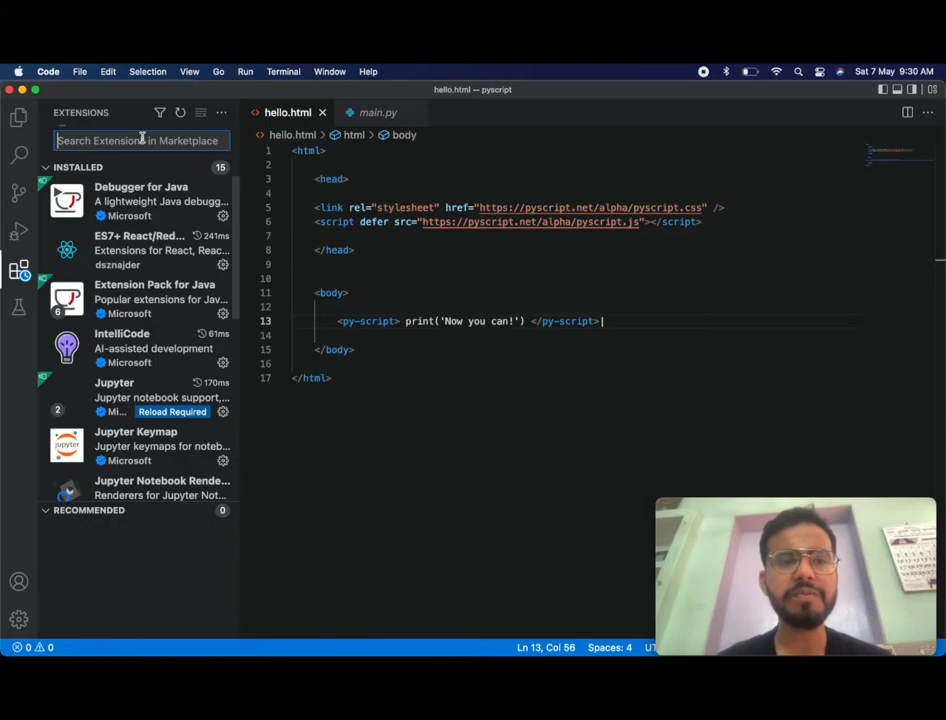 Code File Edit Selection View Go Run Terminal Window Help Sat 7 May 9:30 AM
hello.html — pyscript
EXTENSIONS
hello.html
main.py
Search Extensions in Marketplace
hello.html > html > body
INSTALLED 15
Debugger for Java
A lightweight Java debugg...
Microsoft
ES7+ React/Red... 241ms
Extensions for React, Reac...
dsznajder
Extension Pack for Java
Popular extensions for Jav...
6 Microsoft
IntelliCode 61ms
AI-assisted development
Microsoft
Jupyter 170ms
Jupyter notebook support,
2 Mi... Reload Required
Jupyter Keymap
Jupyter keymaps for noteb...
jupyter
Microsoft
Jupyter Notebook Rende...
Renderers for Jupyter Not...
RECOMMENDED 0
1 <html>
2
3 <head>
4
5 <link rel="stylesheet" href="https://pyscript.net/alpha/pyscript.css" />
6 <script defer src="https://pyscript.net/alpha/pyscript.js"></script>
7
8 </head>
9
10
11 <body>
12
13 <py-script> print('Now you can!') </py-script>
14
15 </body>
16
17 </html>
0 0 Ln 13, Col 56 Spaces: 4 UT